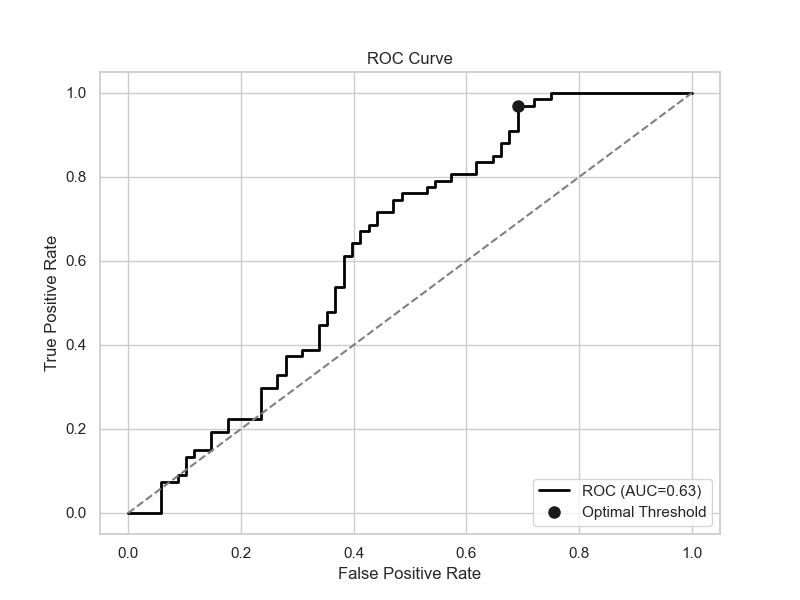 ROC Curve
1.0
0.8
0.6
0.4
0.2
0.0
True Positive Rate
0.0 0.2 0.4 0.6 0.8 1.0
False Positive Rate
ROC (AUC=0.63)
Optimal Threshold